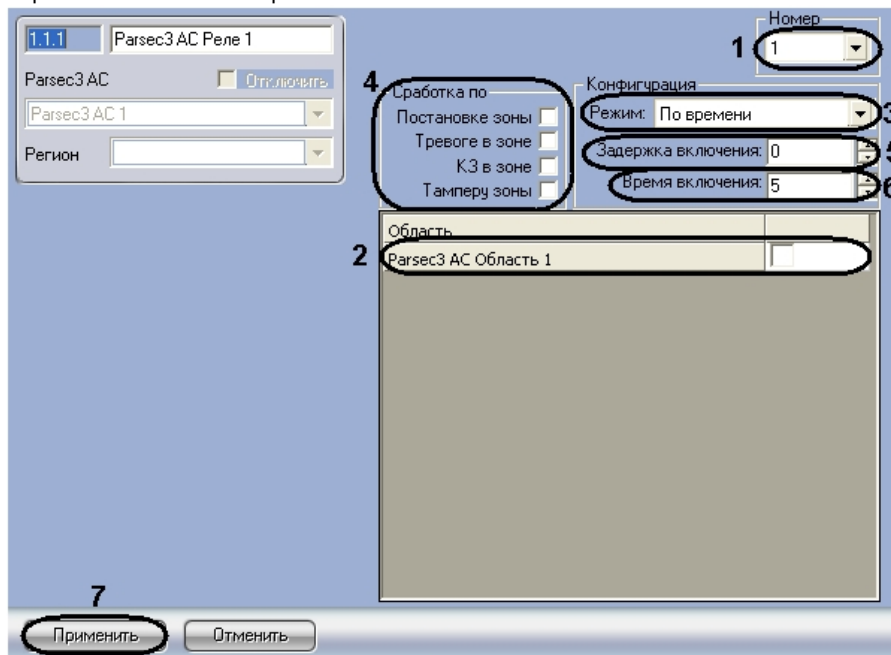 1.1.1 Parsec3 AC Реле 1
Parsec3 AC Отключить
Parsec3 AC 1
Регион
Номер
1 1
4
Сработка по
Постановке зоны
Тревоге в зоне
КЗ в зоне
Тамперу зоны
Конфигурация
Режим: По времени 3
Задержка включения: 0 5
Время включения: 5 6
Область
2 Parsec3 AC Область 1
7
Применить Отменить